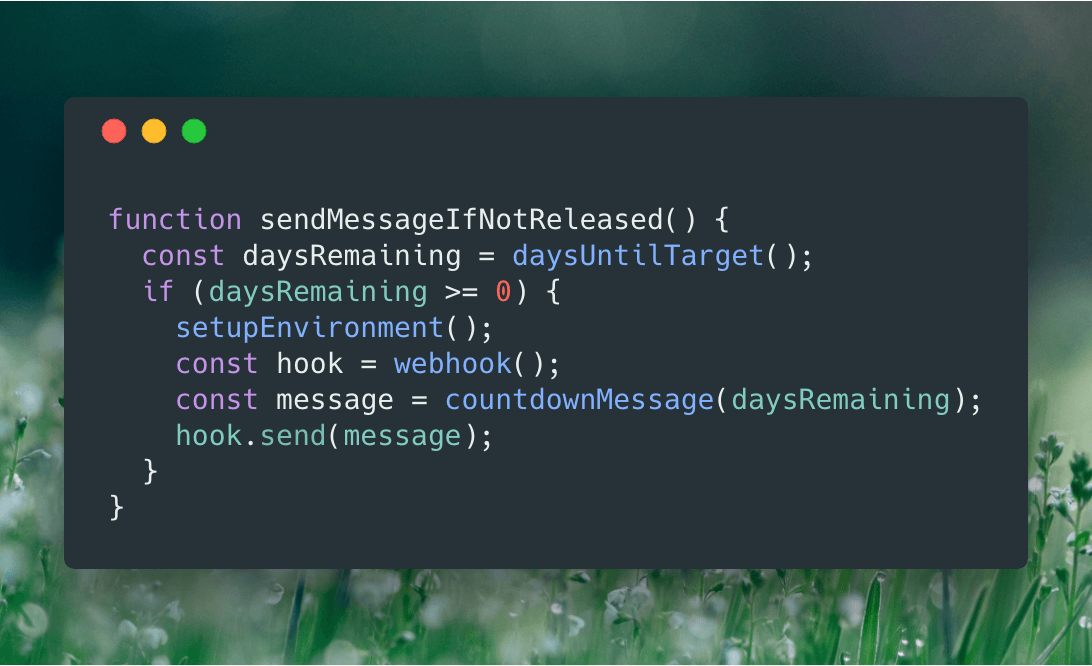 function sendMessageIfNotReleased() {
  const daysRemaining = daysUntilTarget();
  if (daysRemaining >= 0) {
    setupEnvironment();
    const hook = webhook();
    const message = countdownMessage(daysRemaining);
    hook.send(message);
  }
}